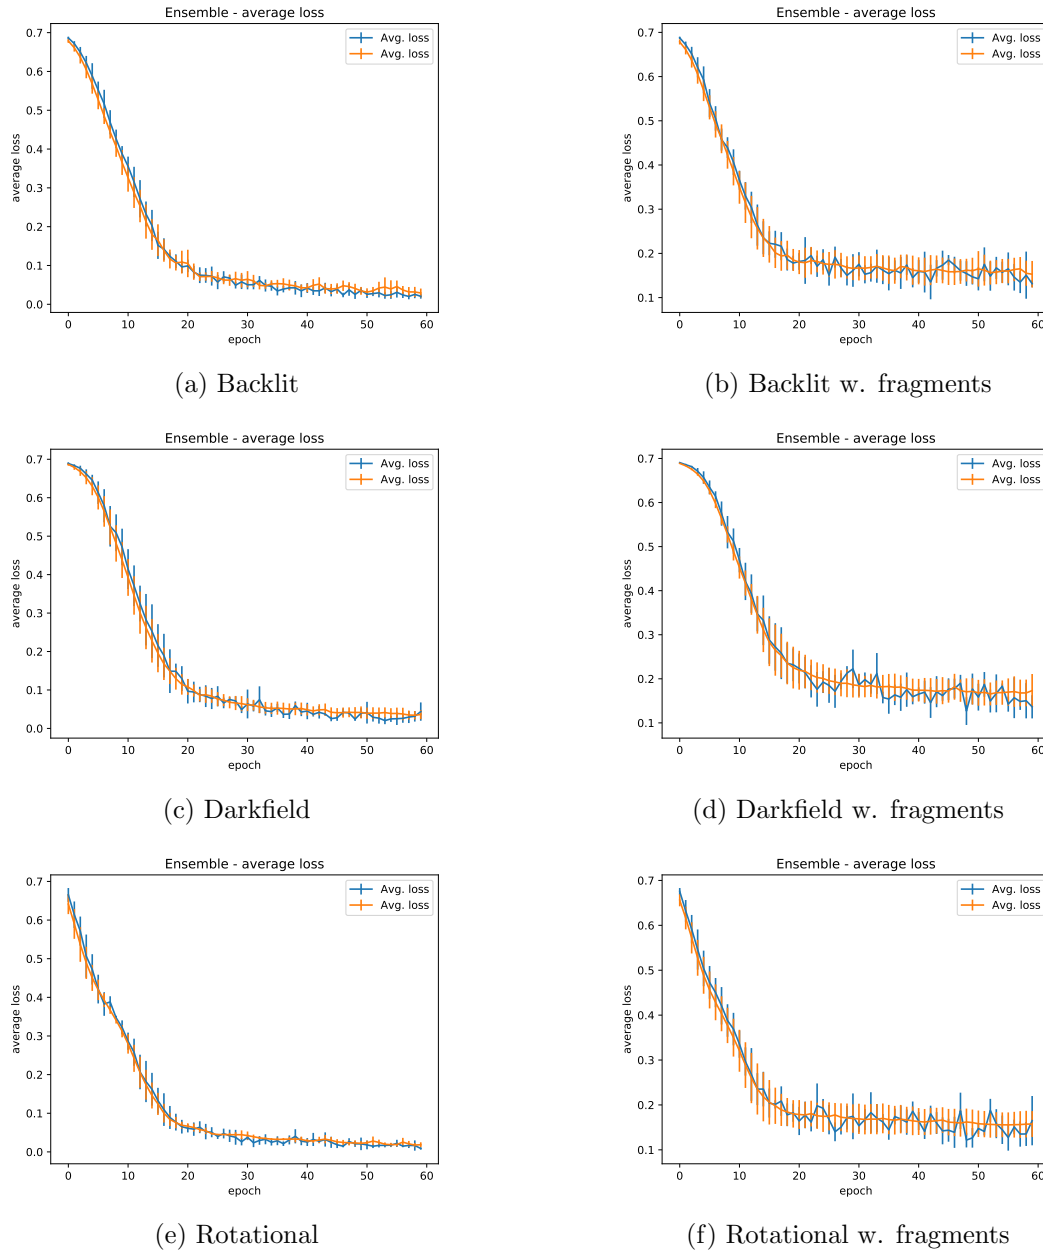 Ensemble - average loss
0.7
0.6
0.5
0.4
0.3
0.2
0.1
0.0
average loss
Avg. loss
Avg. loss
0 10 20 30 40 50 60
epoch
(a) Backlit
Ensemble - average loss
0.7
0.6
0.5
0.4
0.3
0.2
0.1
average loss
Avg. loss
Avg. loss
0 10 20 30 40 50 60
epoch
(b) Backlit w. fragments
Ensemble - average loss
0.7
0.6
0.5
0.4
0.3
0.2
0.1
0.0
average loss
Avg. loss
Avg. loss
0 10 20 30 40 50 60
epoch
(c) Darkfield
Ensemble - average loss
0.7
0.6
0.5
0.4
0.3
0.2
0.1
average loss
Avg. loss
Avg. loss
0 10 20 30 40 50 60
epoch
(d) Darkfield w. fragments
Ensemble - average loss
0.7
0.6
0.5
0.4
0.3
0.2
0.1
0.0
average loss
Avg. loss
Avg. loss
0 10 20 30 40 50 60
epoch
(e) Rotational
Ensemble - average loss
0.7
0.6
0.5
0.4
0.3
0.2
0.1
average loss
Avg. loss
Avg. loss
0 10 20 30 40 50 60
epoch
(f) Rotational w. fragments